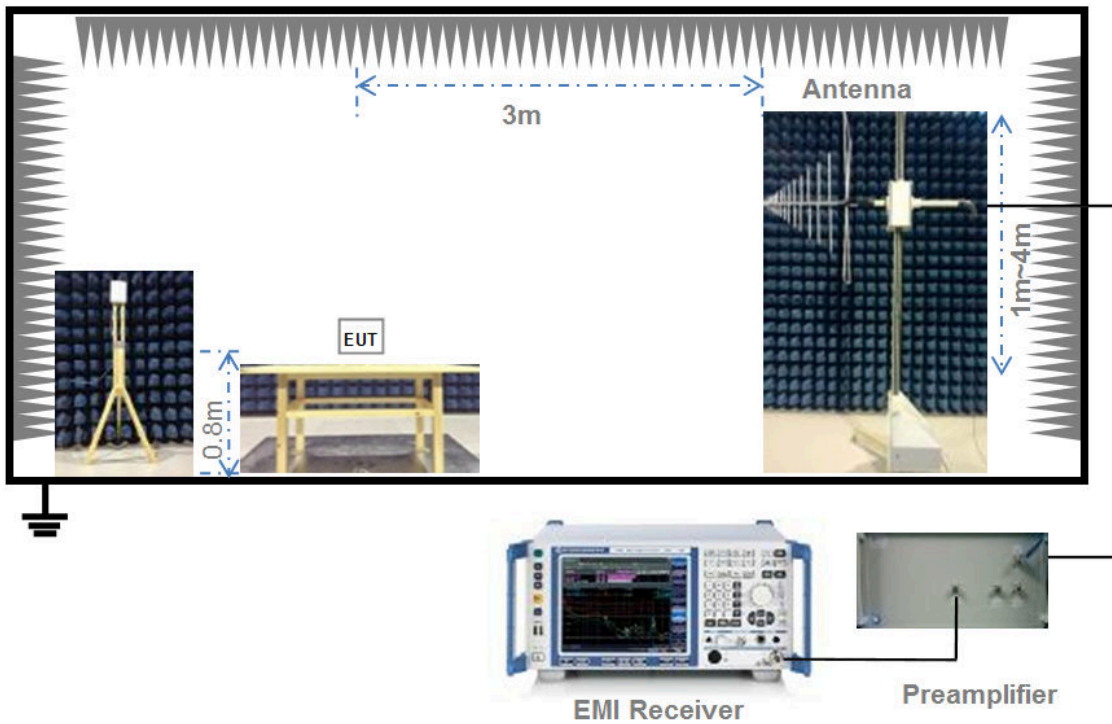 Antenna
3m
1m~4m
EUT
0.8m
EMI Receiver
Preamplifier